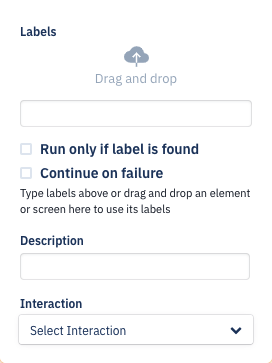 Labels
Drag and drop
Run only if label is found
Continue on failure
Type labels above or drag and drop an element
or screen here to use its labels
Description
Interaction
Select Interaction